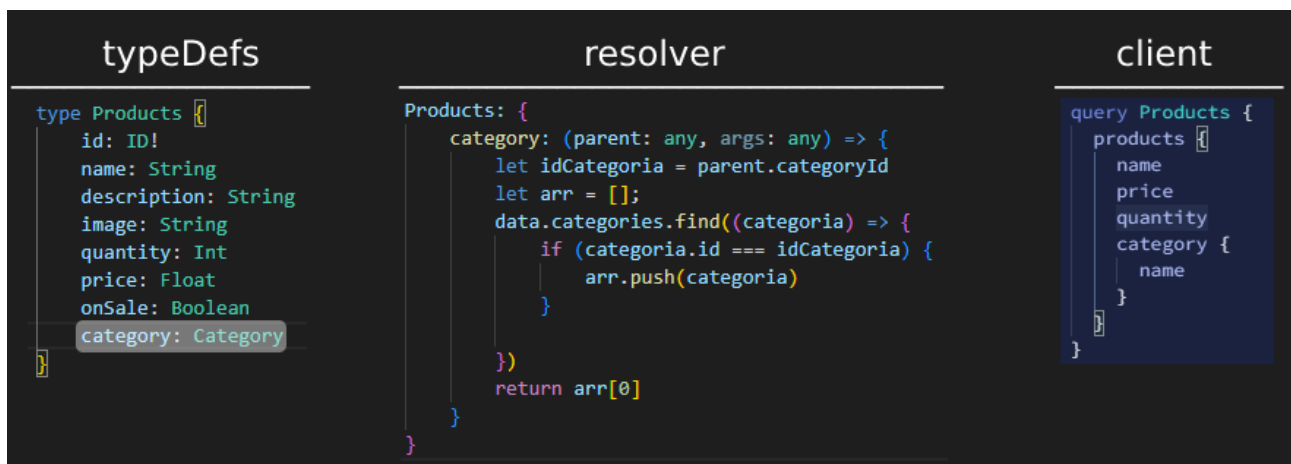 typeDefs
type Products {
id: ID!
name: String
description: String
image: String
quantity: Int
price: Float
onSale: Boolean
category: Category
}
resolver
Products: {
category: (parent: any, args: any) => {
let idCategoria = parent.categoryId
let arr = [];
data.categories.find((categoria) => {
if (categoria.id === idCategoria) {
arr.push(categoria)
}
})
return arr[0]
}
}
client
query Products {
products {
name
price
quantity
category {
name
}
}
}